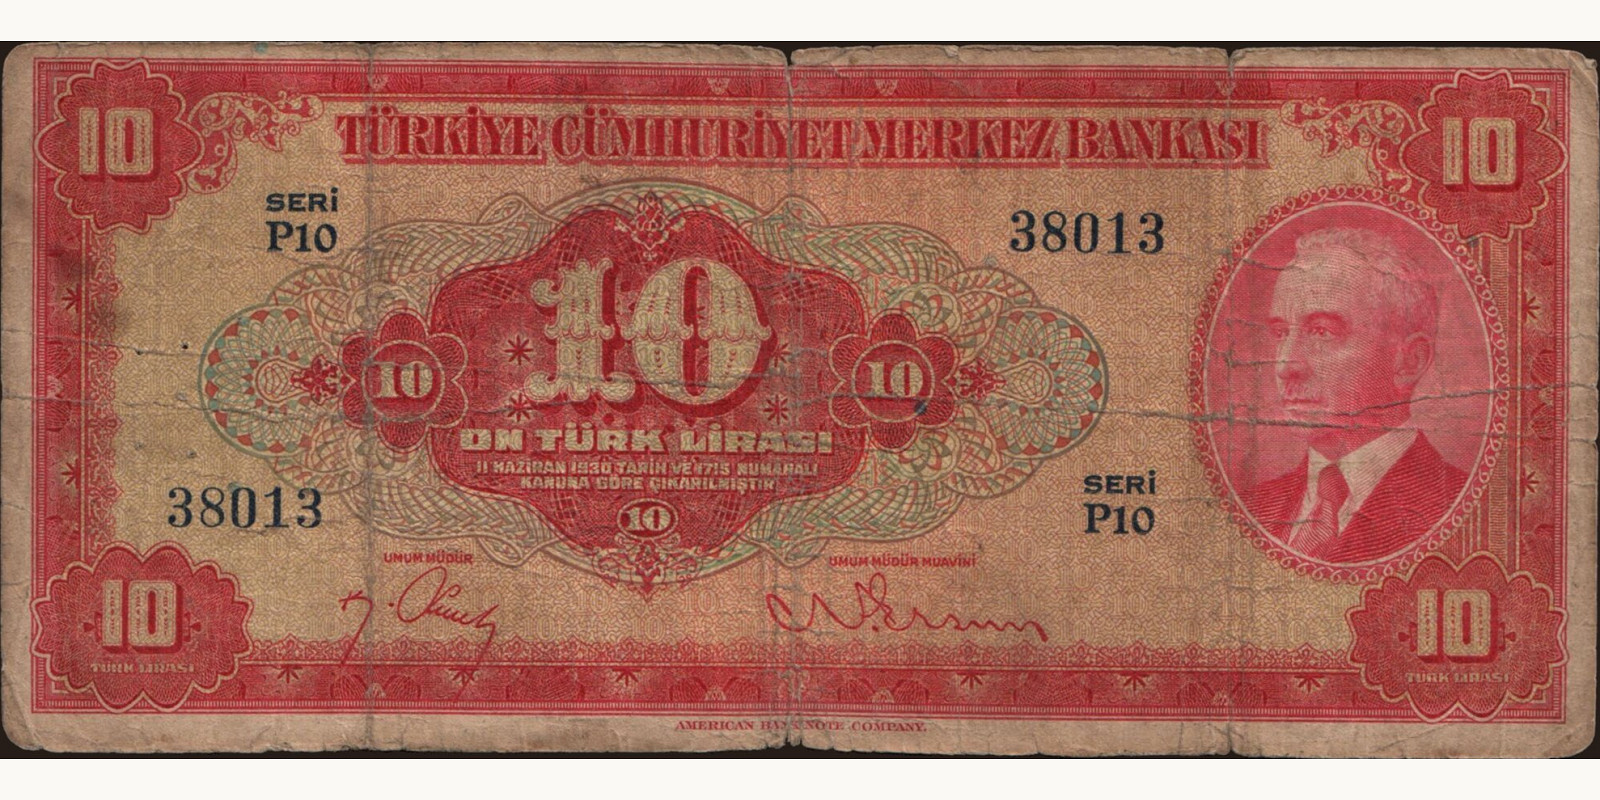 10
10
TÜRKİYE CÜMHURİYET MERKEZ BANKASI
SERİ
P10
38013
10
10
10
ON TÜRK LİRASI
11 HAZİRAN 1930 TARİH VE 1715 NUMARALI
KANUNA GÖRE ÇIKARILMIŞTIR
38013
SERİ
P10
10
UMUM MÜDÜR
UMUM MÜDÜR MUAVİNİ
10
TÜRK LİRASI
10
TÜRK LİRASI
AMERICAN BANK NOTE COMPANY.